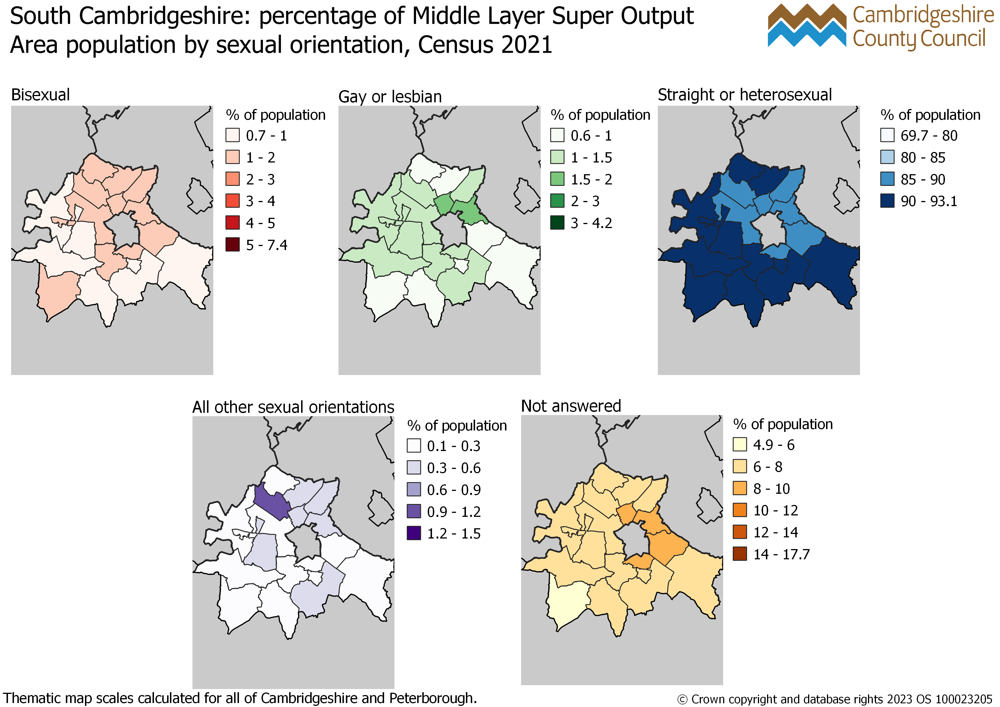 South Cambridgeshire: percentage of Middle Layer Super Output
Area population by sexual orientation, Census 2021
Cambridgeshire
County Council
Bisexual
% of population
0.7 - 1
1 - 2
2 - 3
3 - 4
4 - 5
5 - 7.4
Gay or lesbian
% of population
0.6 - 1
1 - 1.5
1.5 - 2
2 - 3
3 - 4.2
Straight or heterosexual
% of population
69.7 - 80
80 - 85
85 - 90
90 - 93.1
All other sexual orientations
% of population
0.1 - 0.3
0.3 - 0.6
0.6 - 0.9
0.9 - 1.2
1.2 - 1.5
Not answered
% of population
4.9 - 6
6 - 8
8 - 10
10 - 12
12 - 14
14 - 17.7
Thematic map scales calculated for all of Cambridgeshire and Peterborough.
© Crown copyright and database rights 2023 OS 100023205